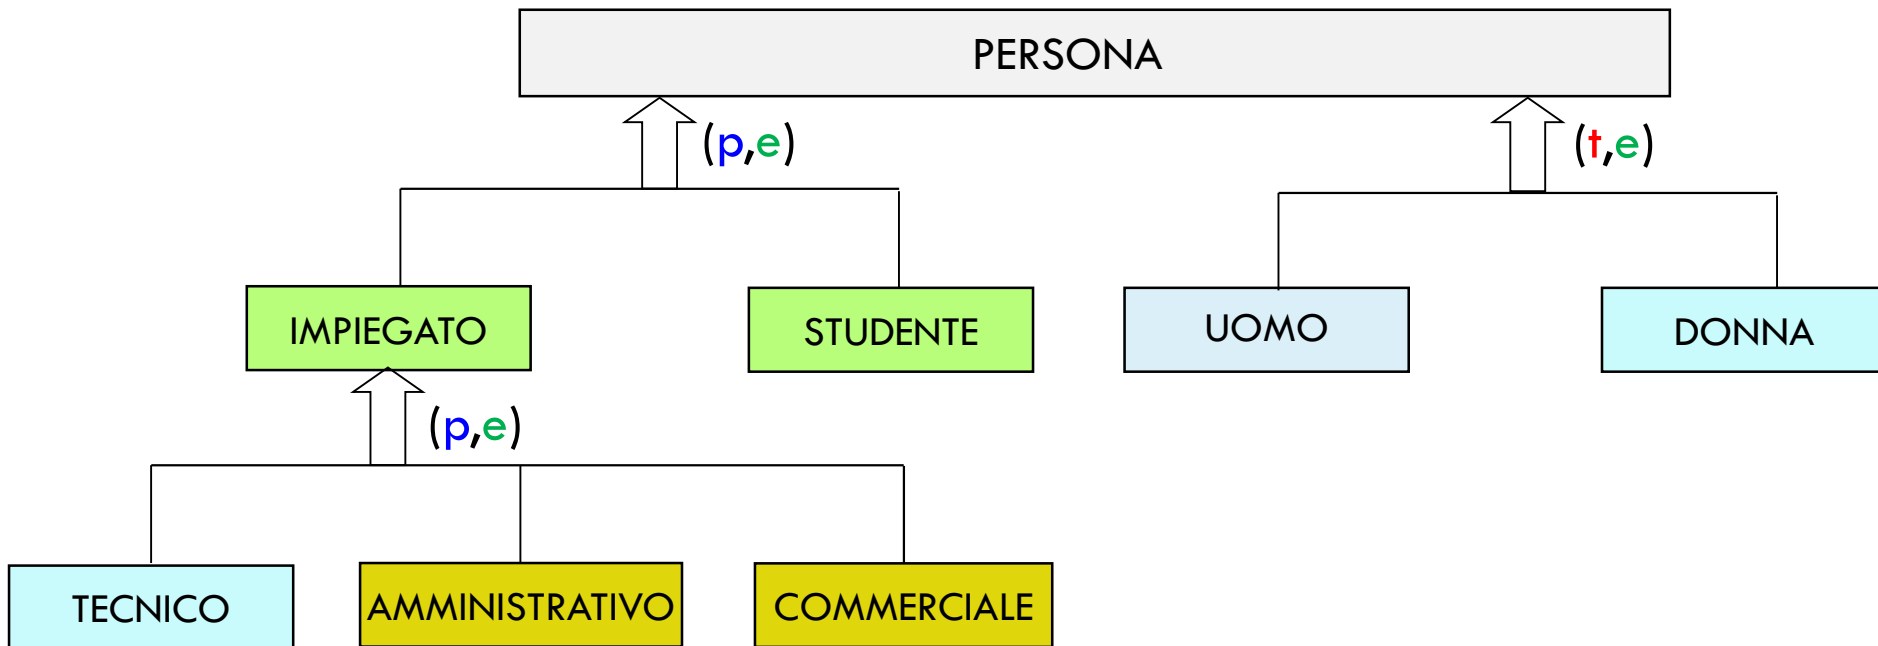 PERSONA
(p,e)
(t,e)
IMPIEGATO
STUDENTE
UOMO
DONNA
(p,e)
TECNICO
AMMINISTRATIVO
COMMERCIALE